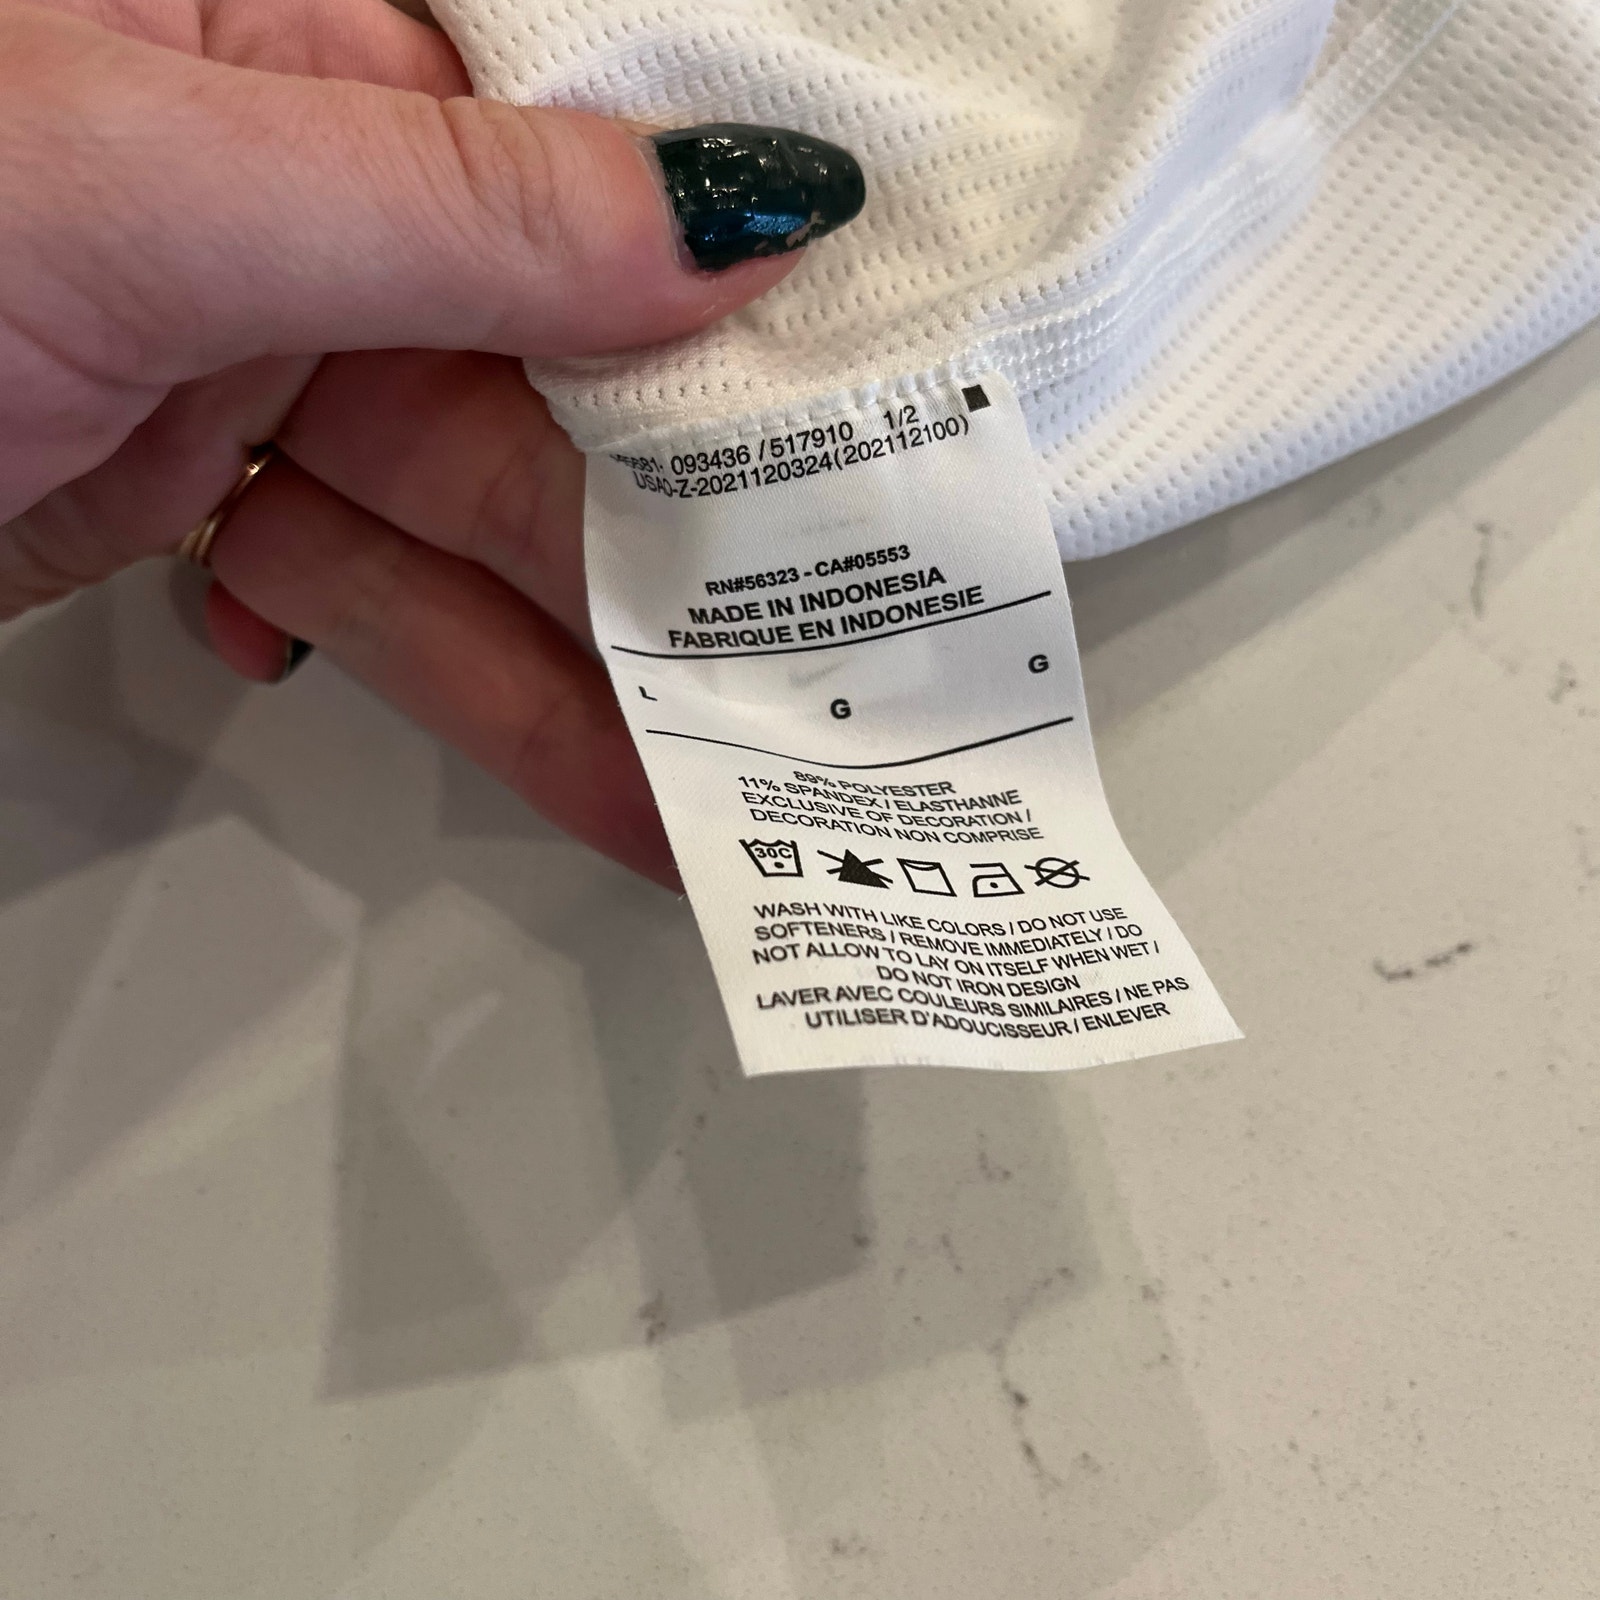 093436 /517910 1/2
USA0-Z-2021120324(202112100)
RN#56323 - CA#05553
MADE IN INDONESIA
FABRIQUE EN INDONESIE
L G G
89% POLYESTER
11% SPANDEX / ELASTHANNE
EXCLUSIVE OF DECORATION /
DECORATION NON COMPRISE
30C
WASH WITH LIKE COLORS / DO NOT USE
SOFTENERS / REMOVE IMMEDIATELY / DO
NOT ALLOW TO LAY ON ITSELF WHEN WET /
DO NOT IRON DESIGN
LAVER AVEC COULEURS SIMILAIRES / NE PAS
UTILISER D'ADOUCISSEUR / ENLEVER